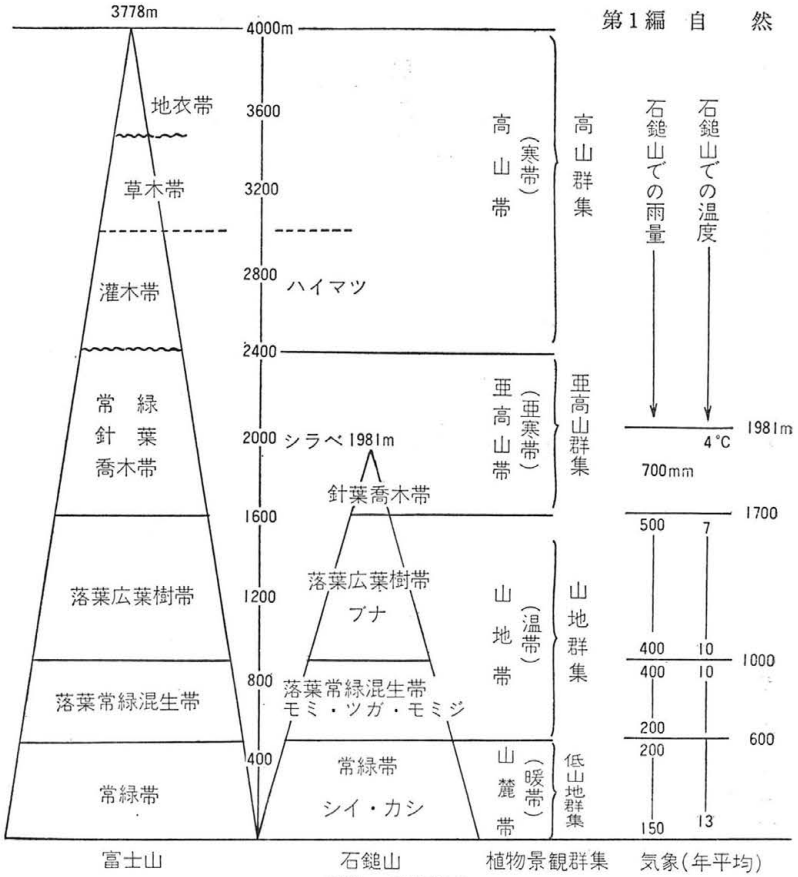 第1編 自然
3778m
4000m
3600
3200
2800
2400
2000
1600
1200
800
400
地衣帯
草木帯
灌木帯
常緑
針葉
喬木帯
落葉広葉樹帯
落葉常緑混生帯
常緑帯
富士山
ハイマツ
シラベ
1981m
針葉喬木帯
落葉広葉樹帯
ブナ
落葉常緑混生帯
モミ・ツガ・モミジ
常緑帯
シイ・カシ
石鎚山
高山帯
(寒帯)
高山群集
亜高山帯
(亜寒帯)
亜高山群集
山地帯
(温帯)
山地群集
山麓帯
(暖帯)
低山地群集
植物景観群集
石鎚山での雨量
石鎚山での温度
1981m
4℃
700mm
1700
500 7
400 10
1000
400 10
200
600
200
150 13
気象(年平均)